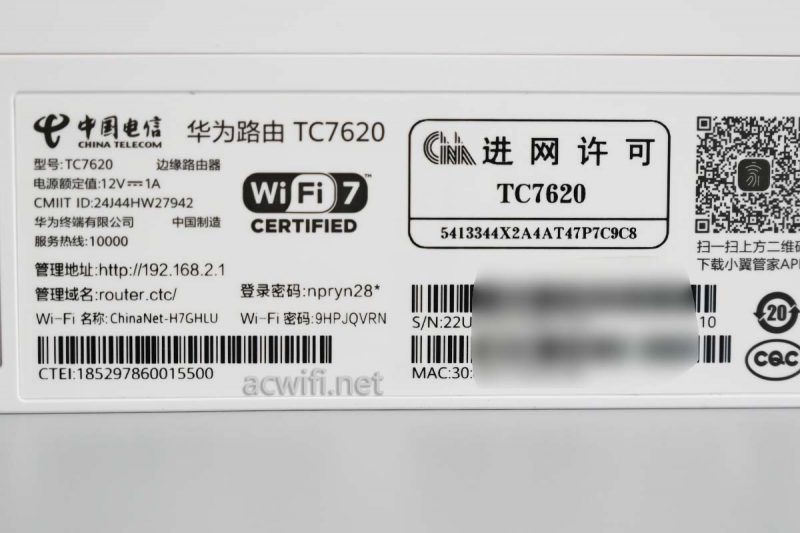 中国电信
CHINA TELECOM
华为路由 TC7620
型号:TC7620 边缘路由器
电源额定值:12V⎓1A
CMIIT ID:24J44HW27942
华为终端有限公司 中国制造
服务热线:10000
WiFi 7™
CERTIFIED
管理地址:http://192.168.2.1
管理域名:router.ctc/ 登录密码:npryn28*
Wi-Fi 名称:ChinaNet-H7GHLU Wi-Fi 密码:9HPJQVRN
CTEI:185297860015500
CNA 进网许可
TC7620
5413344X2A4AT47P7C9C8
S/N:22U 10
MAC:30:
扫一扫上方二维码
下载小翼管家APP
20
CQC
acwifi.net